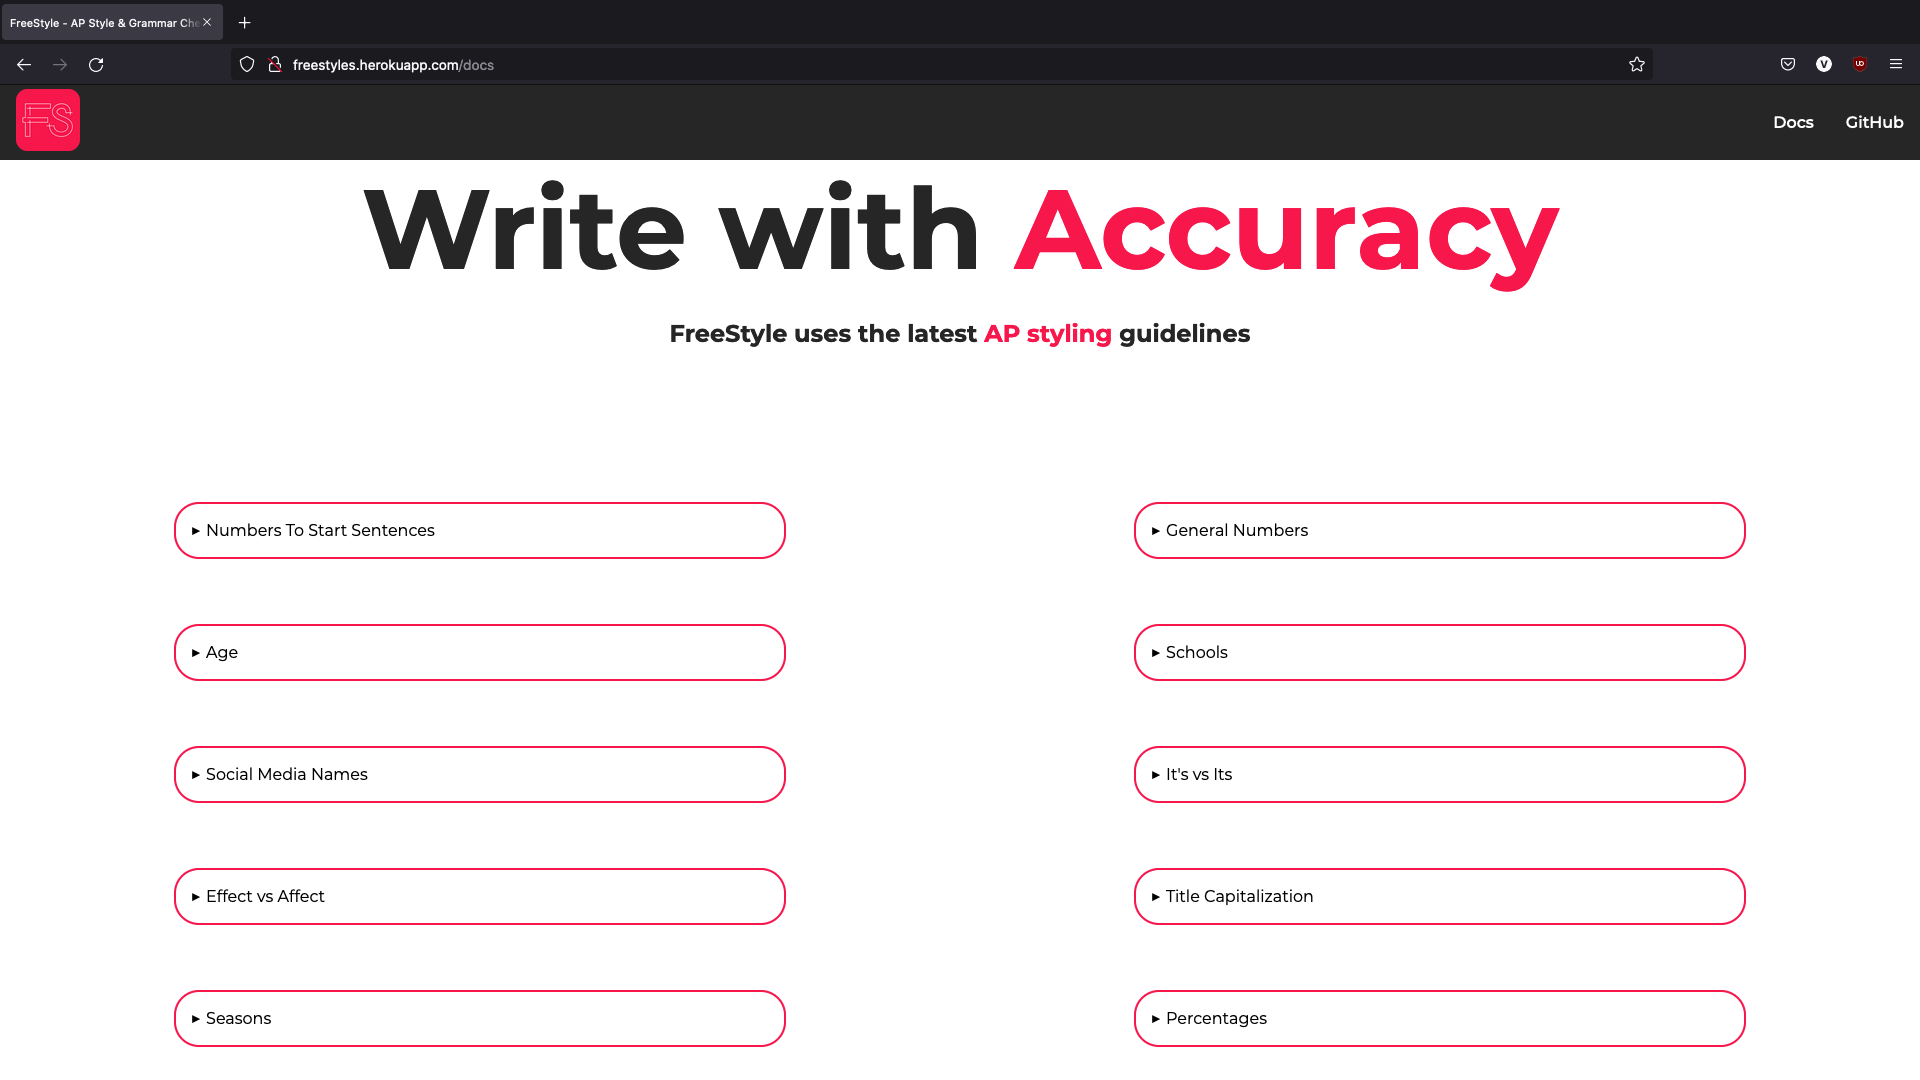 FreeStyle - AP Style & Grammar Che
freestyles.herokuapp.com/docs
FS
Docs
GitHub
Write with Accuracy
FreeStyle uses the latest AP styling guidelines
Numbers To Start Sentences
General Numbers
Age
Schools
Social Media Names
It's vs Its
Effect vs Affect
Title Capitalization
Seasons
Percentages